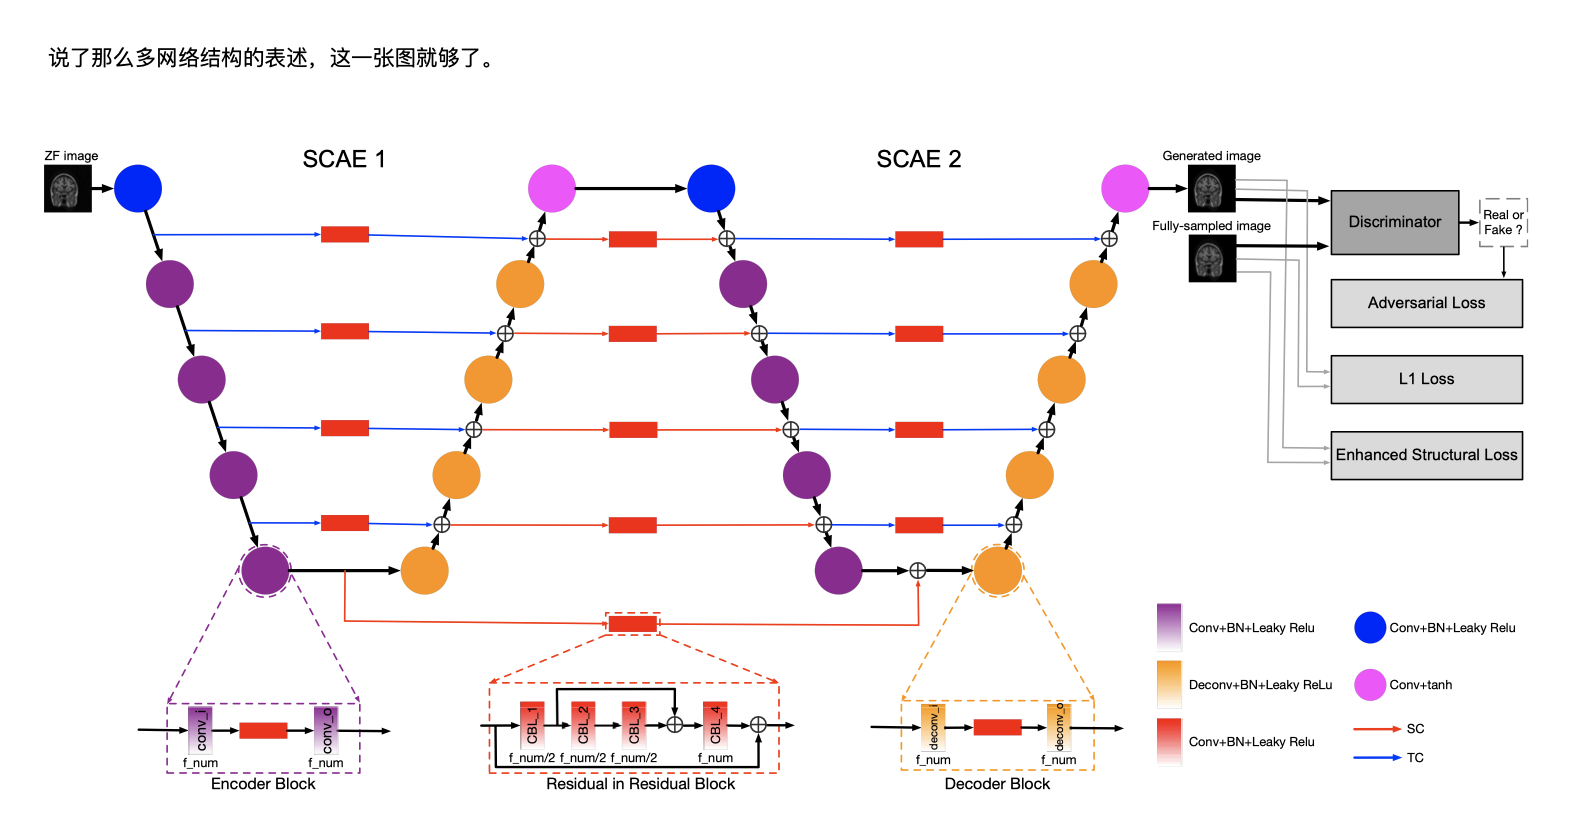 说了那么多网络结构的表述，这一张图就够了。
ZF image
SCAE 1
SCAE 2
Generated image
Fully-sampled image
Discriminator
Real or
Fake ?
Adversarial Loss
L1 Loss
Enhanced Structural Loss
conv_i
conv_o
f_num
f_num
Encoder Block
CBL_1
CBL_2
CBL_3
CBL_4
f_num/2
f_num/2
f_num/2
f_num
Residual in Residual Block
deconv_i
deconv_o
f_num
f_num
Decoder Block
Conv+BN+Leaky Relu
Conv+BN+Leaky Relu
Deconv+BN+Leaky ReLu
Conv+tanh
Conv+BN+Leaky Relu
SC
TC